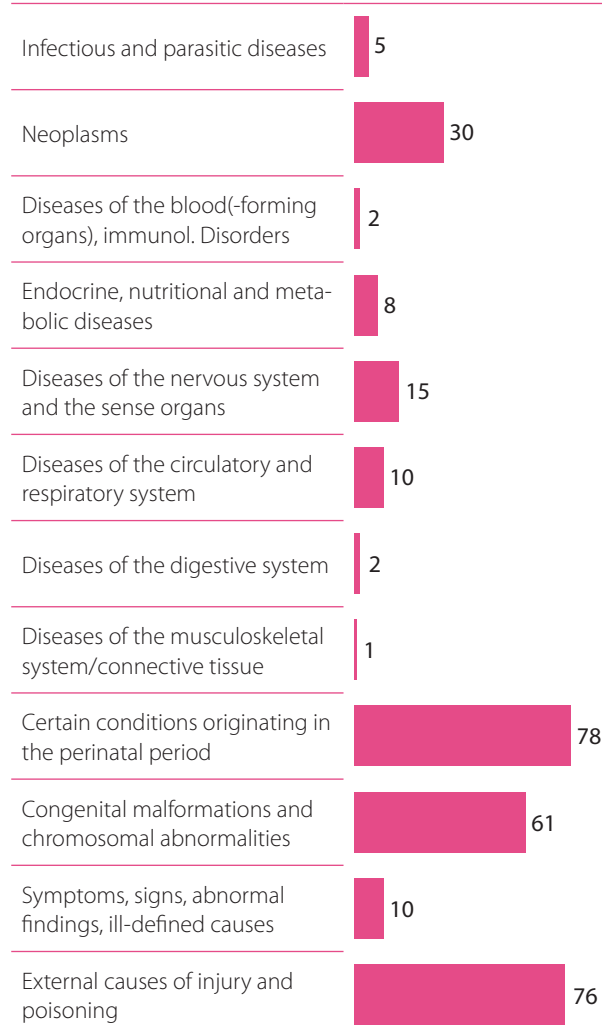 Infectious and parasitic diseases 5
Neoplasms 30
Diseases of the blood(-forming
organs), immunol. Disorders 2
Endocrine, nutritional and meta-
bolic diseases 8
Diseases of the nervous system
and the sense organs 15
Diseases of the circulatory and
respiratory system 10
Diseases of the digestive system 2
Diseases of the musculoskeletal
system/connective tissue 1
Certain conditions originating in
the perinatal period 78
Congenital malformations and
chromosomal abnormalities 61
Symptoms, signs, abnormal
findings, ill-defined causes 10
External causes of injury and
poisoning 76